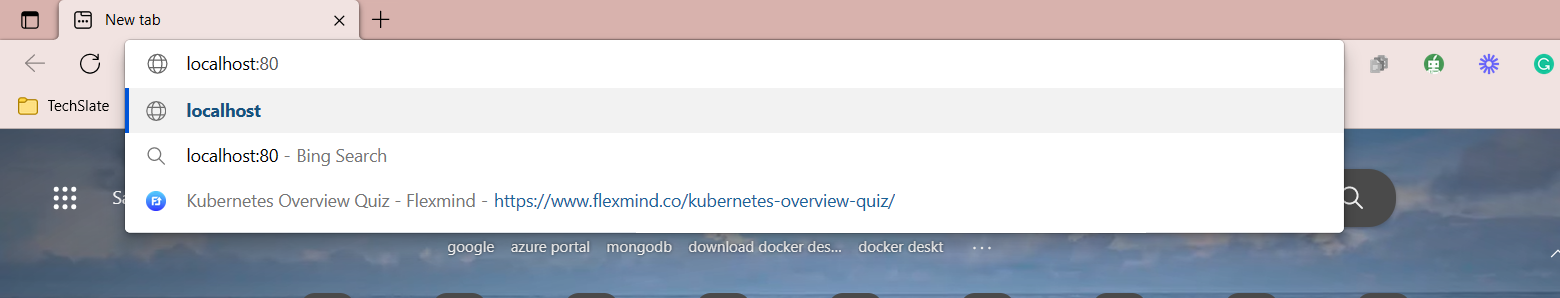 New tab
localhost:80
TechSlate
localhost
localhost:80 - Bing Search
Kubernetes Overview Quiz - Flexmind - https://www.flexmind.co/kubernetes-overview-quiz/
google azure portal mongodb download docker des... docker deskt ...